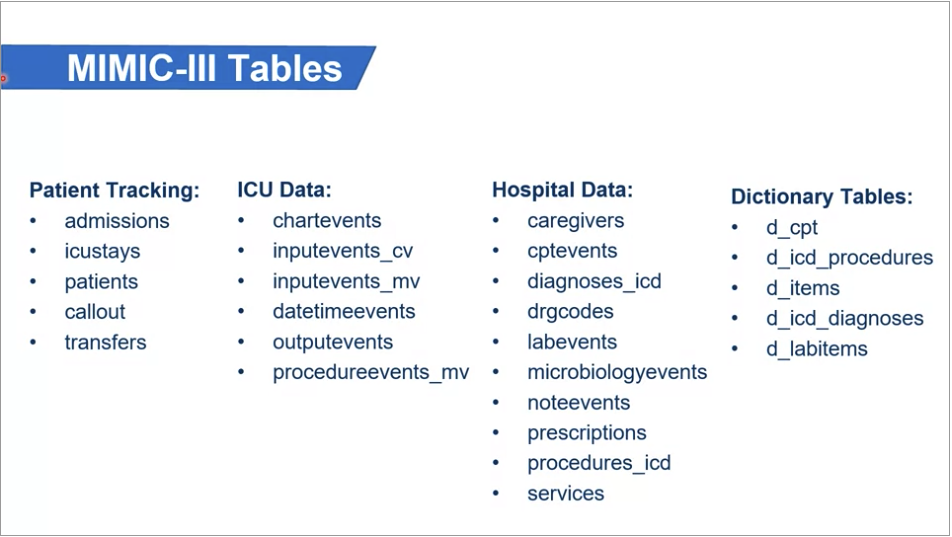 MIMIC-III Tables
Patient Tracking:
• admissions
• icustays
• patients
• callout
• transfers
ICU Data:
• chartevents
• inputevents_cv
• inputevents_mv
• datetimeevents
• outputevents
• procedureevents_mv
Hospital Data:
• caregivers
• cptevents
• diagnoses_icd
• drgcodes
• labevents
• microbiologyevents
• noteevents
• prescriptions
• procedures_icd
• services
Dictionary Tables:
• d_cpt
• d_icd_procedures
• d_items
• d_icd_diagnoses
• d_labitems